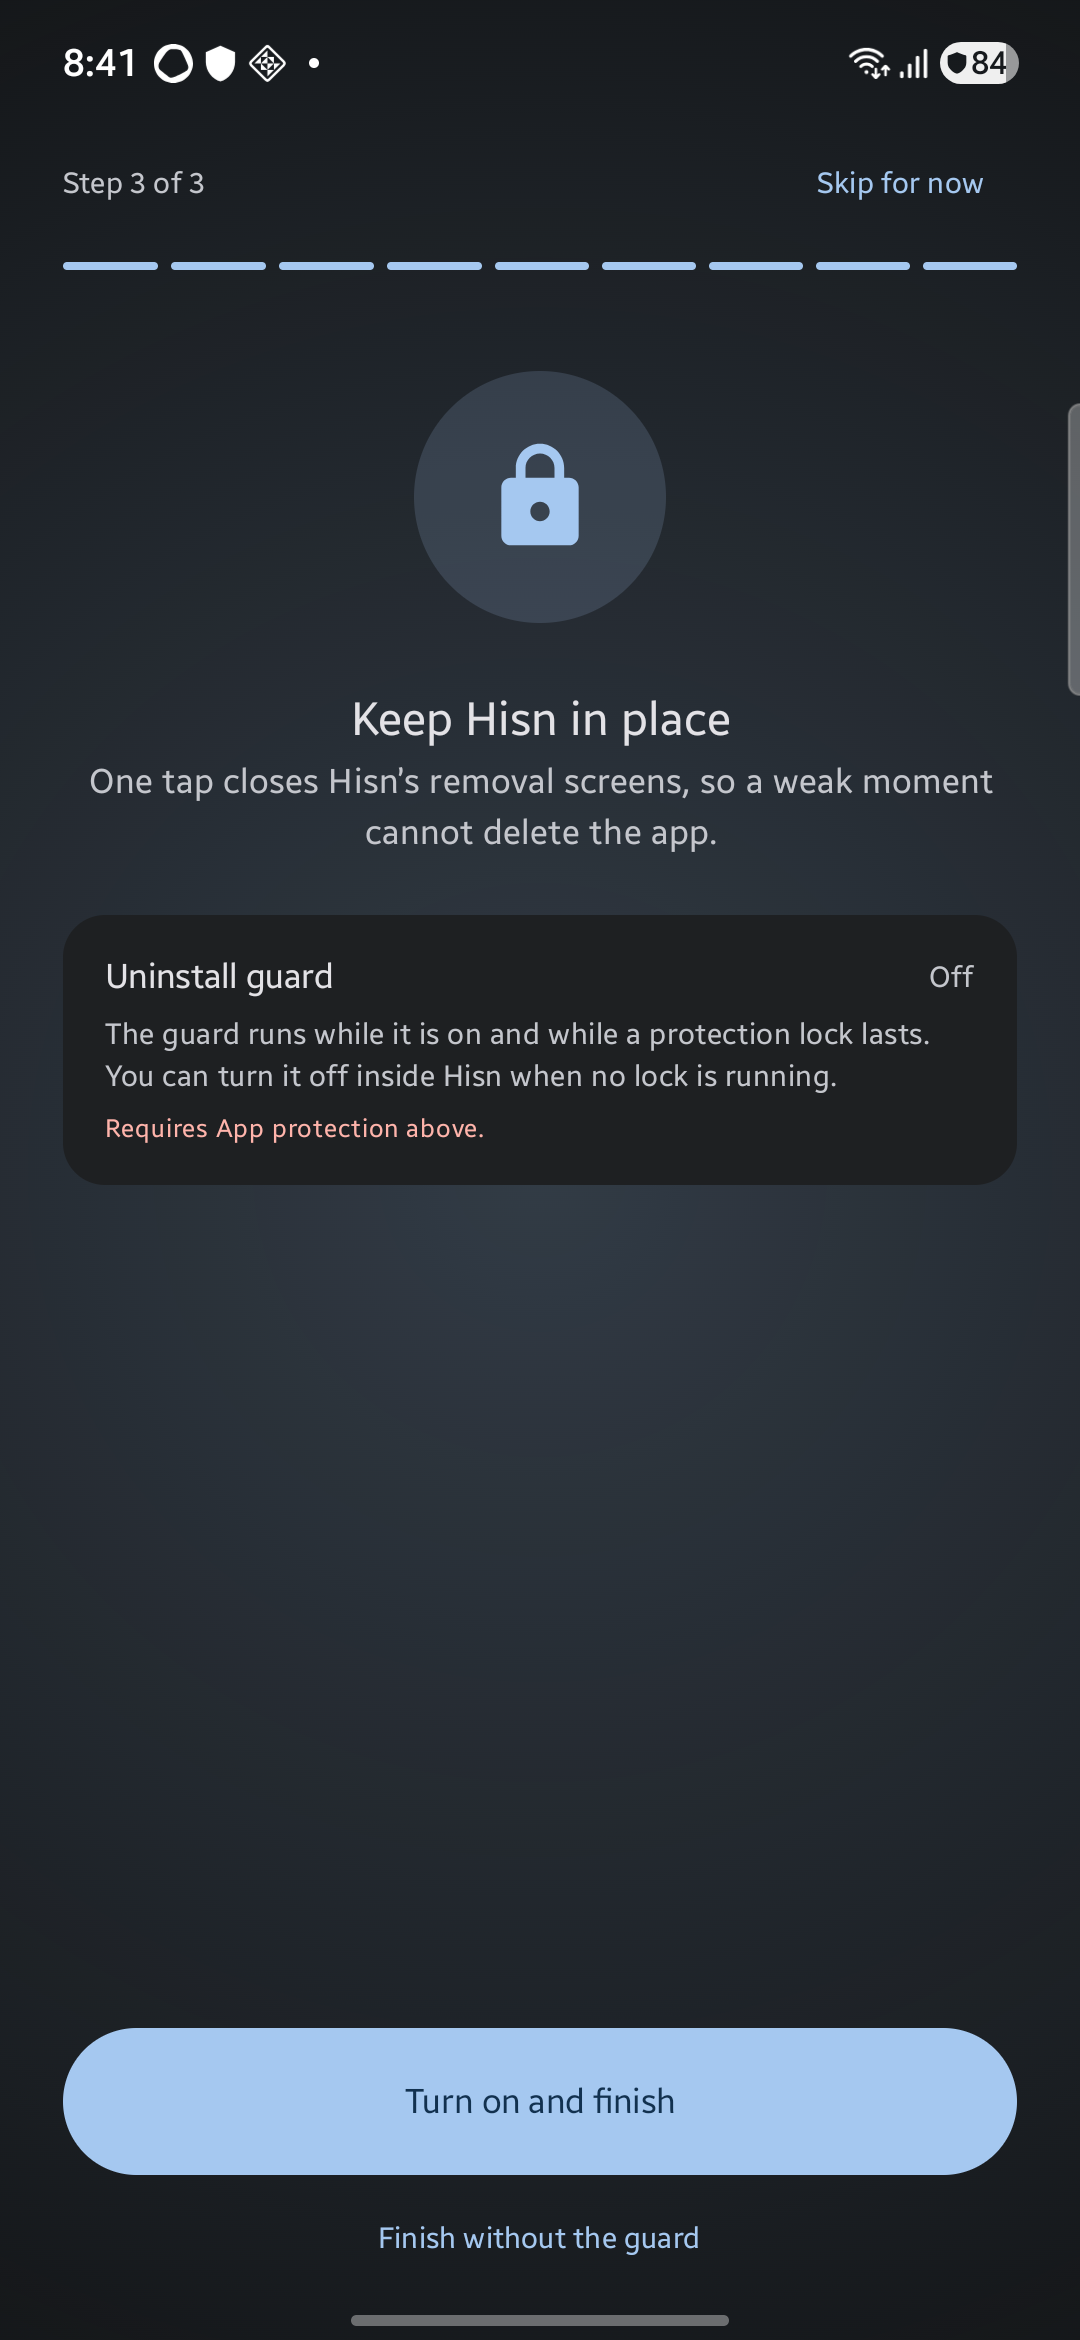 8:41
84
Step 3 of 3
Skip for now
Keep Hisn in place
One tap closes Hisn’s removal screens, so a weak moment
cannot delete the app.
Uninstall guard
Off
The guard runs while it is on and while a protection lock lasts.
You can turn it off inside Hisn when no lock is running.
Requires App protection above.
Turn on and finish
Finish without the guard